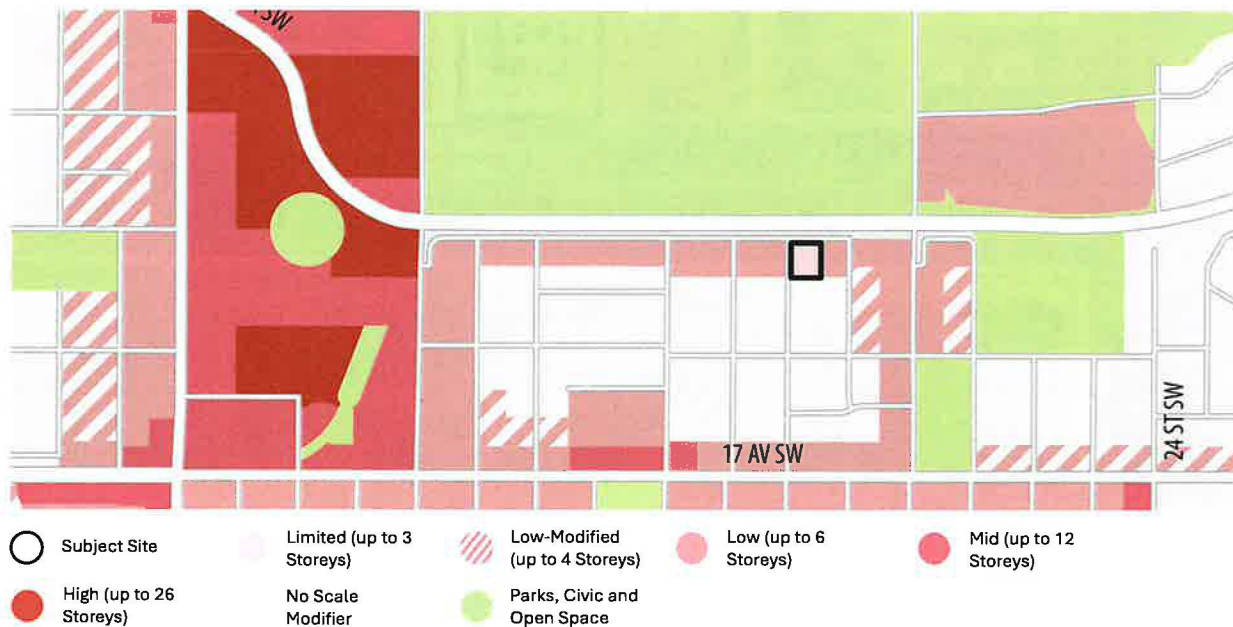 SW
17 AV SW
24 ST SW
Subject Site
Limited (up to 3
Storeys)
Low-Modified
(up to 4 Storeys)
Low (up to 6
Storeys)
Mid (up to 12
Storeys)
High (up to 26
Storeys)
No Scale
Modifier
Parks, Civic and
Open Space